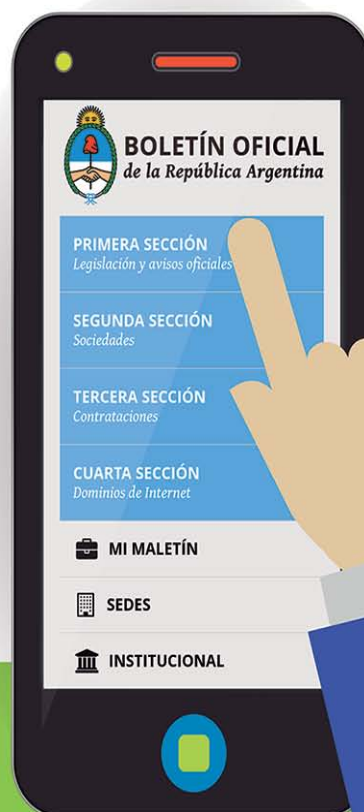 BOLETÍN OFICIAL
de la República Argentina
PRIMERA SECCIÓN
Legislación y avisos oficiales
SEGUNDA SECCIÓN
Sociedades
TERCERA SECCIÓN
Contrataciones
CUARTA SECCIÓN
Dominios de Internet
MI MALETÍN
SEDES
INSTITUCIONAL